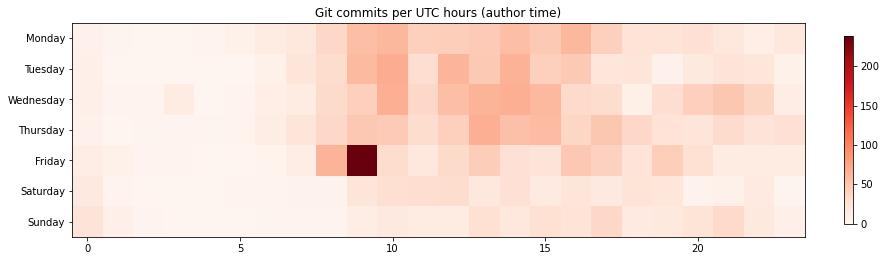 Git commits per UTC hours (author time)
Monday
Tuesday
Wednesday
Thursday
Friday
Saturday
Sunday
0 5 10 15 20
200
150
100
50
0